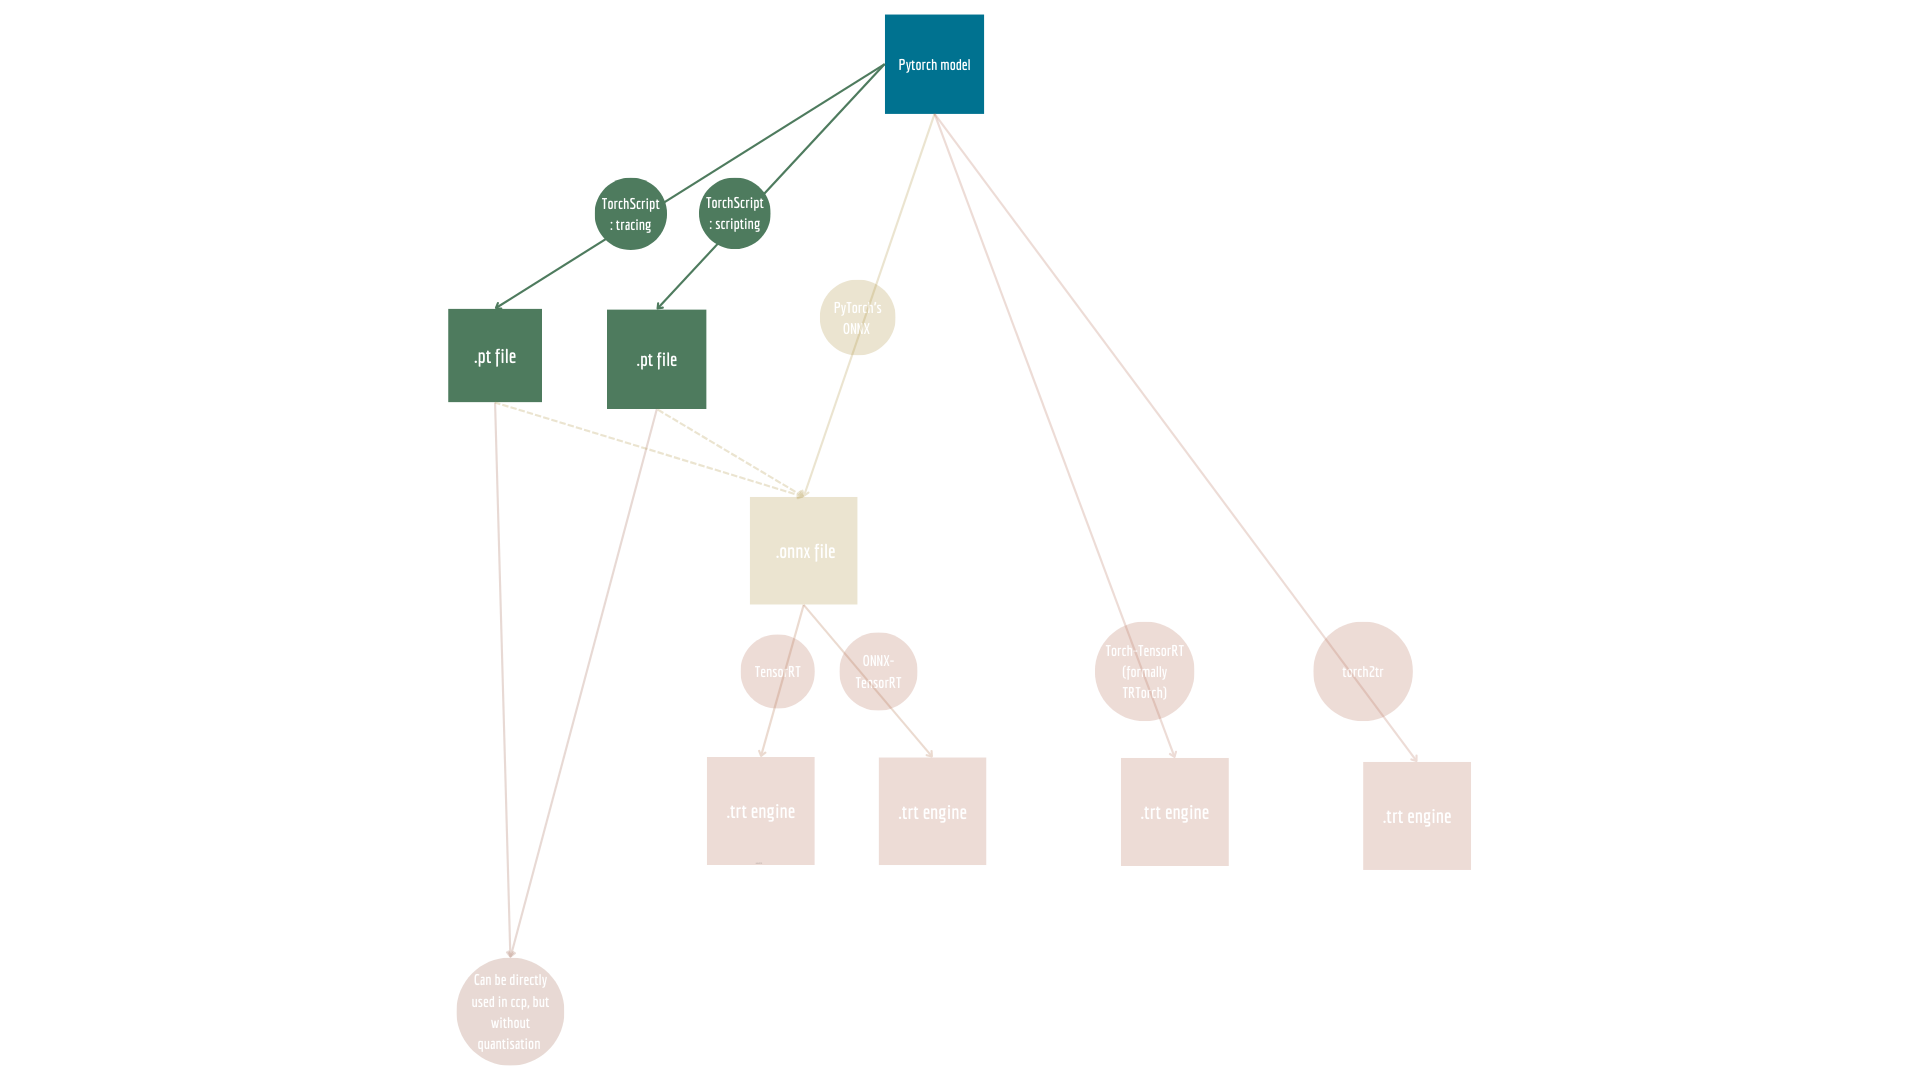 Pytorch model
TorchScript
: tracing
TorchScript
: scripting
PyTorch's
ONNX
.pt file
.pt file
.onnx file
TensorRT
ONNX-
TensorRT
Torch-TensorRT
(formally
TRTorch)
torch2tr
.trt engine
.trt engine
.trt engine
.trt engine
Can be directly
used in ccp, but
without
quantisation